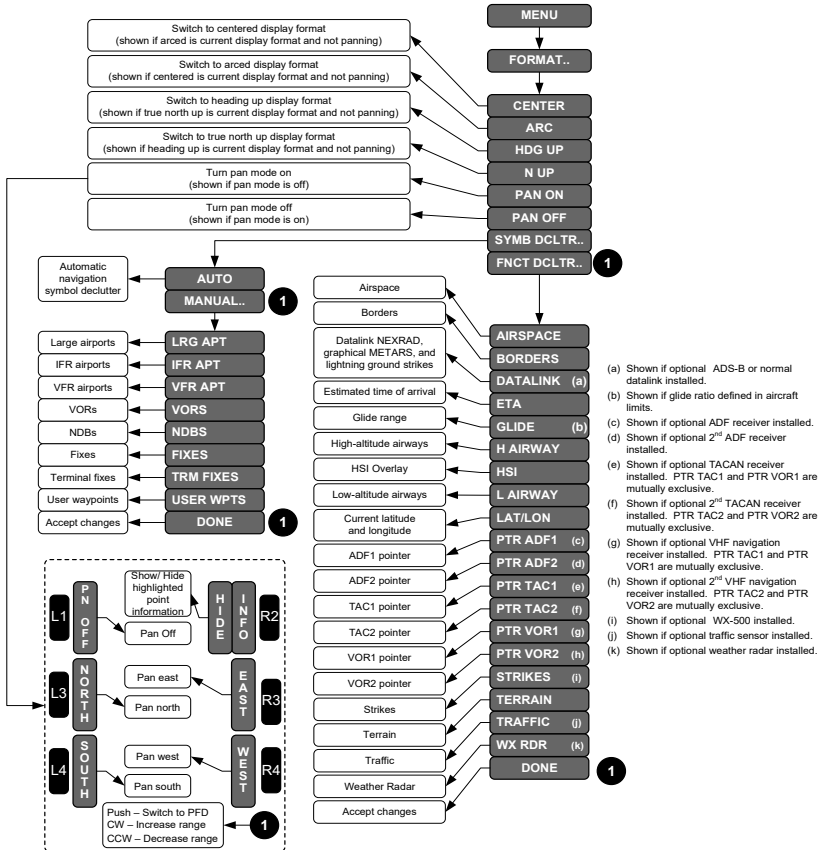 MENU
FORMAT..
Switch to centered display format
(shown if arced is current display format and not panning)
CENTER
Switch to arced display format
(shown if centered is current display format and not panning)
ARC
Switch to heading up display format
(shown if true north up is current display format and not panning)
HDG UP
Switch to true north up display format
(shown if heading up is current display format and not panning)
N UP
Turn pan mode on
(shown if pan mode is off)
PAN ON
Turn pan mode off
(shown if pan mode is on)
PAN OFF
SYMB DCLTR..
FNCT DCLTR..
1
Automatic
navigation
symbol declutter
AUTO
MANUAL..
1
Large airports
LRG APT
IFR airports
IFR APT
VFR airports
VFR APT
VORs
VORS
NDBs
NDBS
Fixes
FIXES
Terminal fixes
TRM FIXES
User waypoints
USER WPTS
Accept changes
DONE
1
Airspace
AIRSPACE
Borders
BORDERS
Datalink NEXRAD,
graphical METARS, and
lightning ground strikes
DATALINK (a)
Estimated time of arrival
ETA
Glide range
GLIDE (b)
High-altitude airways
H AIRWAY
HSI Overlay
HSI
Low-altitude airways
L AIRWAY
Current latitude
and longitude
LAT/LON
ADF1 pointer
PTR ADF1 (c)
ADF2 pointer
PTR ADF2 (d)
TAC1 pointer
PTR TAC1 (e)
TAC2 pointer
PTR TAC2 (f)
VOR1 pointer
PTR VOR1 (g)
VOR2 pointer
PTR VOR2 (h)
Strikes
STRIKES (i)
Terrain
TERRAIN
Traffic
TRAFFIC (j)
Weather Radar
WX RDR (k)
Accept changes
DONE
1
(a) Shown if optional ADS-B or normal
datalink installed.
(b) Shown if glide ratio defined in aircraft
limits.
(c) Shown if optional ADF receiver installed.
(d) Shown if optional 2nd ADF receiver
installed.
(e) Shown if optional TACAN receiver
installed. PTR TAC1 and PTR VOR1 are
mutually exclusive.
(f) Shown if optional 2nd TACAN receiver
installed. PTR TAC2 and PTR VOR2 are
mutually exclusive.
(g) Shown if optional VHF navigation
receiver installed. PTR TAC1 and PTR
VOR1 are mutually exclusive.
(h) Shown if optional 2nd VHF navigation
receiver installed. PTR TAC2 and PTR
VOR2 are mutually exclusive.
(i) Shown if optional WX-500 installed.
(j) Shown if optional traffic sensor installed.
(k) Shown if optional weather radar installed.
L1
PN OFF
Show/ Hide
highlighted
point
information
Pan Off
HIDE
INFO
R2
L3
NORTH
Pan east
Pan north
EAST
R3
L4
SOUTH
Pan west
Pan south
WEST
R4
Push – Switch to PFD
CW – Increase range
CCW – Decrease range
1